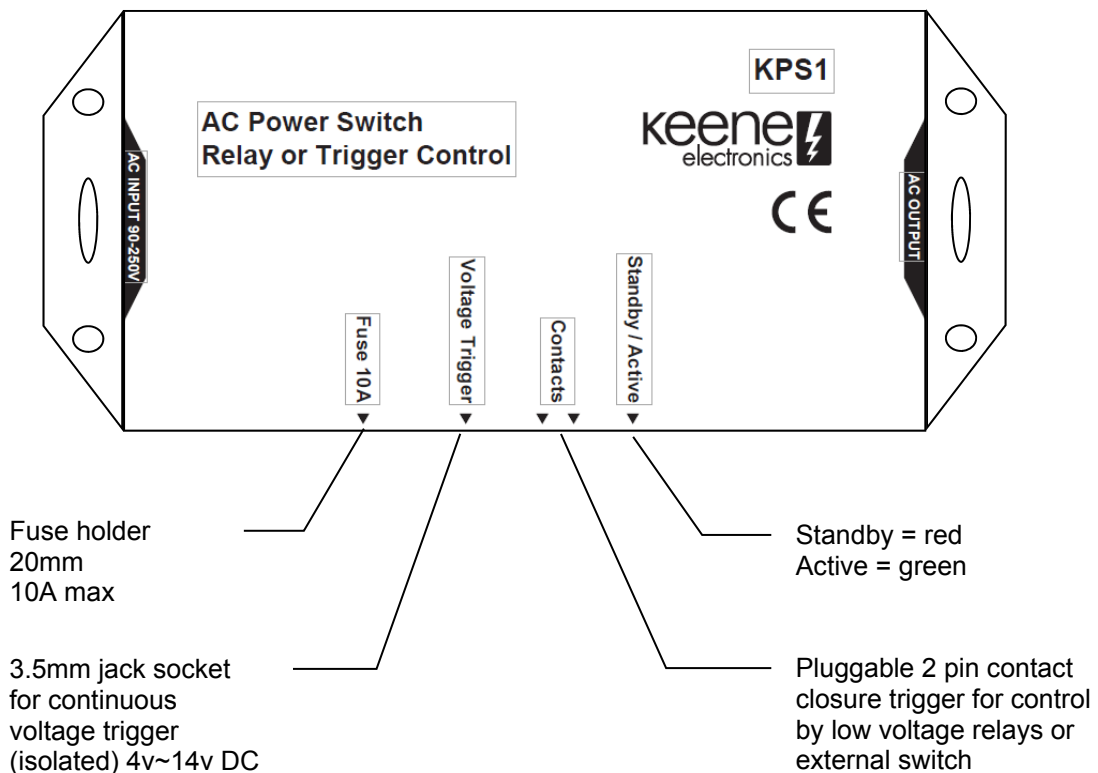 KPS1
AC Power Switch
Relay or Trigger Control
keene
electronics
CE
AC INPUT 90-250V
AC OUTPUT
Fuse 10A
Voltage Trigger
Contacts
Standby / Active
Fuse holder
20mm
10A max
Standby = red
Active = green
3.5mm jack socket
for continuous
voltage trigger
(isolated) 4v~14v DC
Pluggable 2 pin contact
closure trigger for control
by low voltage relays or
external switch